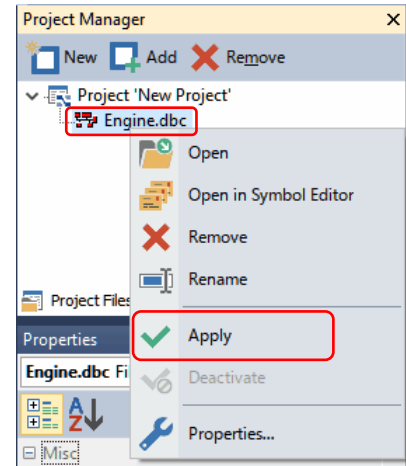 Project Manager
New Add Remove
Project 'New Project'
Engine.dbc
Open
Open in Symbol Editor
Remove
Rename
Project Files
Apply
Properties
Engine.dbc Fi
Deactivate
Properties...
Misc